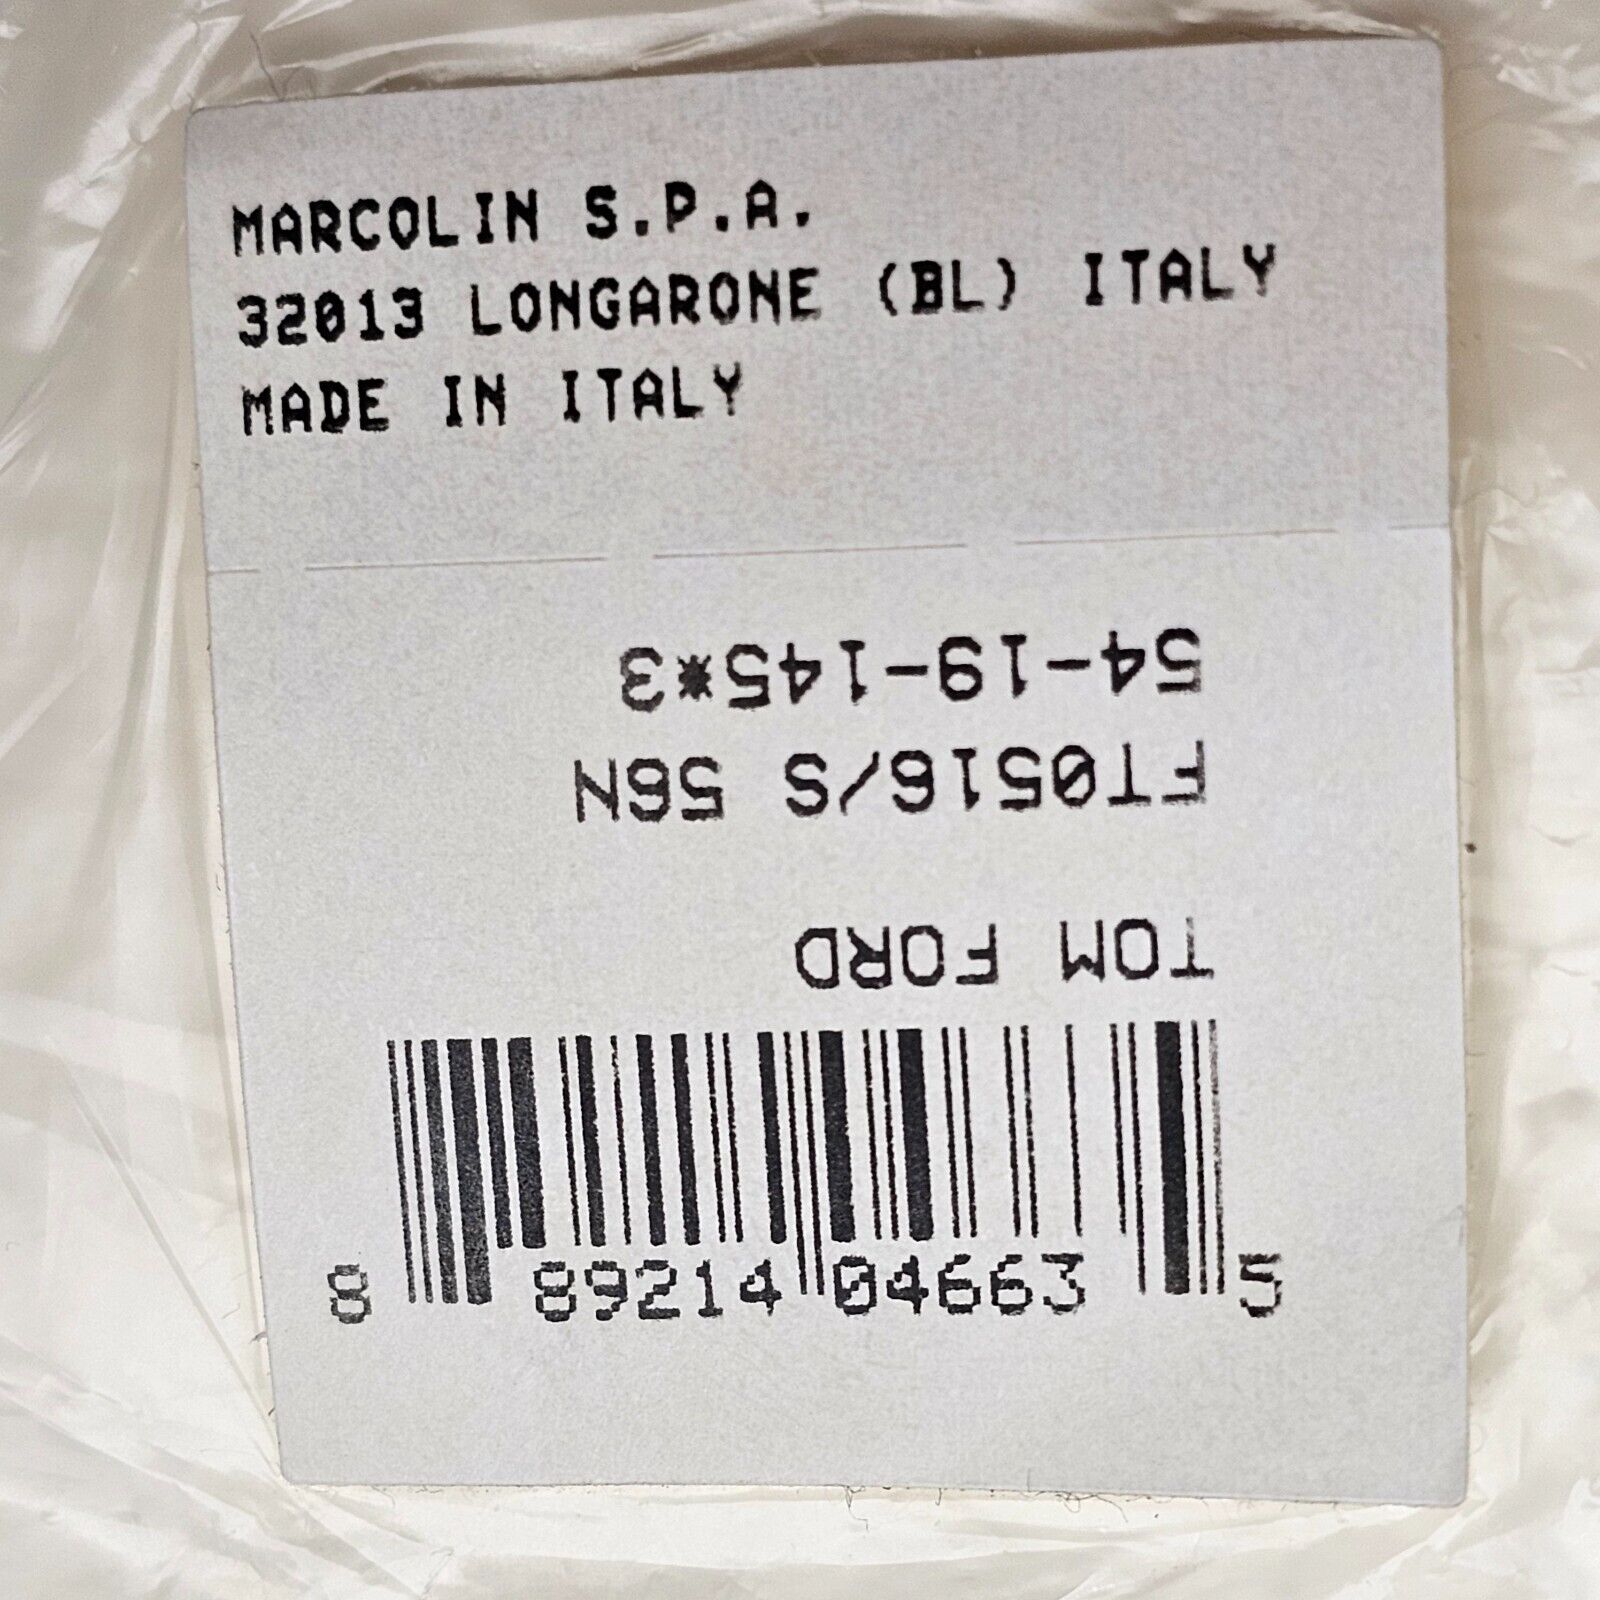 MARCOLIN S.P.A.
32013 LONGARONE (BL) ITALY
MADE IN ITALY
TOM FORD
FT0516/S 56N
54-19-145*3
8 89214 04663 5